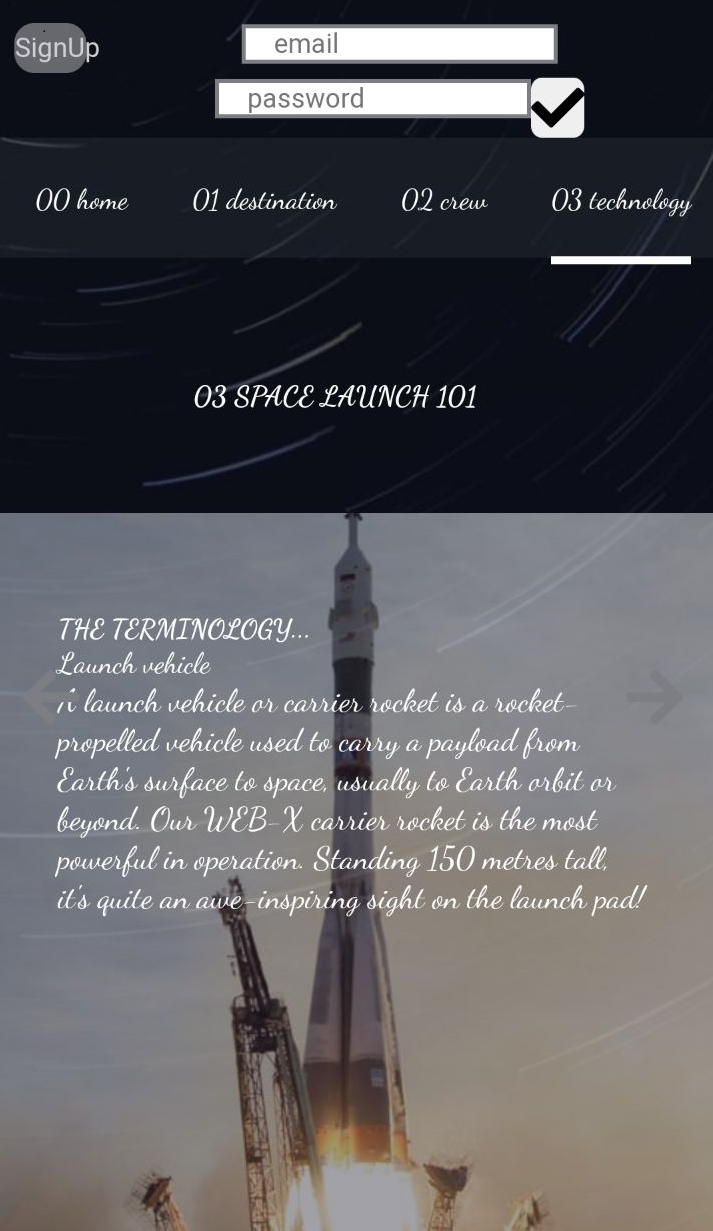 SignUp
email
password
00 home 01 destination 02 crew 03 technology
03 SPACE LAUNCH 101
THE TERMINOLOGY...
Launch vehicle
A launch vehicle or carrier rocket is a rocket-
propelled vehicle used to carry a payload from
Earth's surface to space, usually to Earth orbit or
beyond. Our WEB-X carrier rocket is the most
powerful in operation. Standing 150 metres tall,
it's quite an awe-inspiring sight on the launch pad!